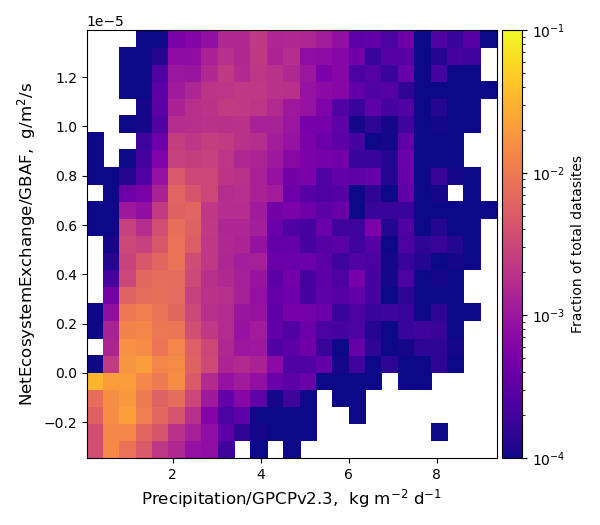 1e−5
1.2
1.0
0.8
0.6
0.4
0.2
0.0
−0.2
NetEcosystemExchange/GBAF, g/m²/s
2 4 6 8
Precipitation/GPCPv2.3, kg m⁻² d⁻¹
10⁻¹
10⁻²
10⁻³
10⁻⁴
Fraction of total datasites